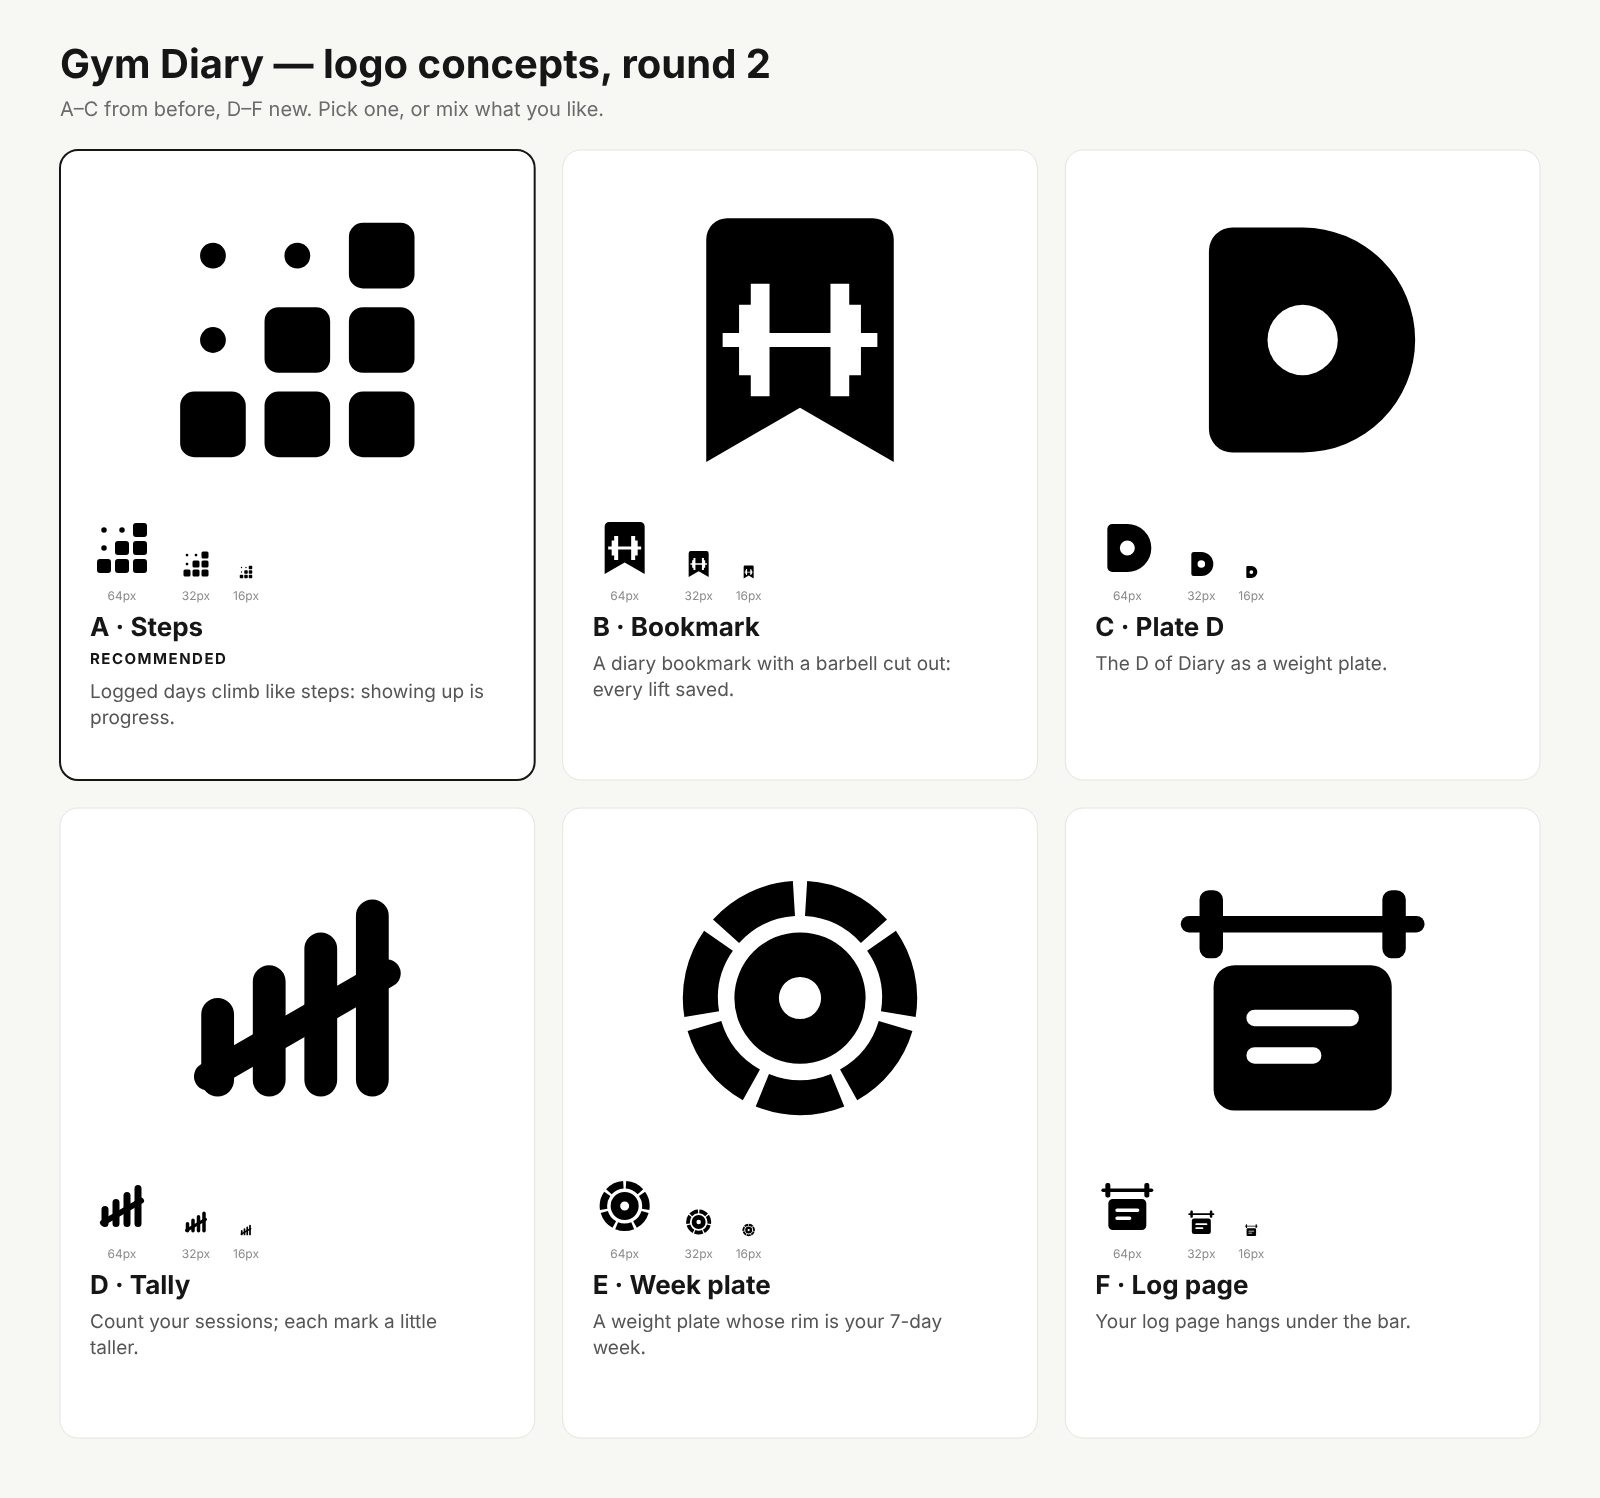 Gym Diary — logo concepts, round 2
A–C from before, D–F new. Pick one, or mix what you like.
64px 32px 16px
A · Steps
RECOMMENDED
Logged days climb like steps: showing up is
progress.
64px 32px 16px
B · Bookmark
A diary bookmark with a barbell cut out:
every lift saved.
64px 32px 16px
C · Plate D
The D of Diary as a weight plate.
64px 32px 16px
D · Tally
Count your sessions; each mark a little
taller.
64px 32px 16px
E · Week plate
A weight plate whose rim is your 7-day
week.
64px 32px 16px
F · Log page
Your log page hangs under the bar.